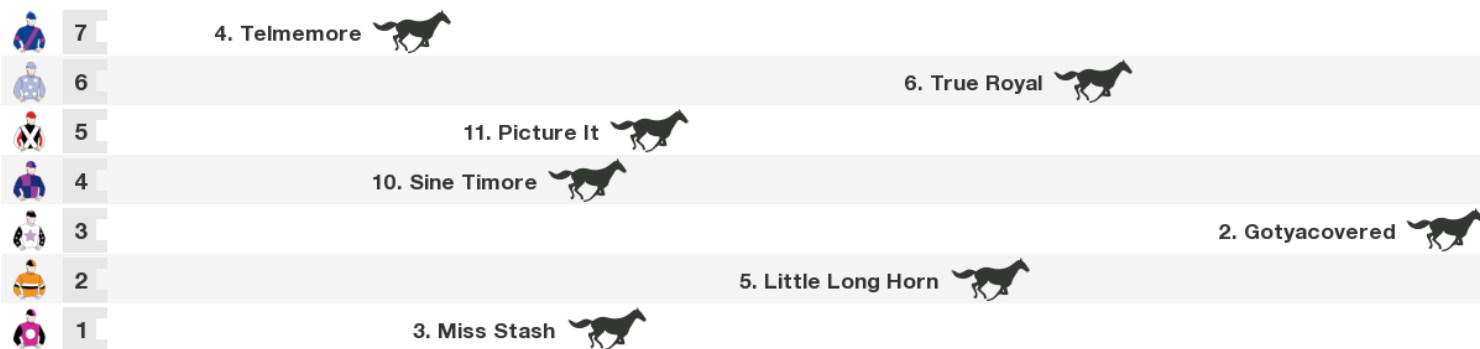 7 4. Telmemore
6 6. True Royal
5 11. Picture It
4 10. Sine Timore
3 2. Gotyacovered
2 5. Little Long Horn
1 3. Miss Stash